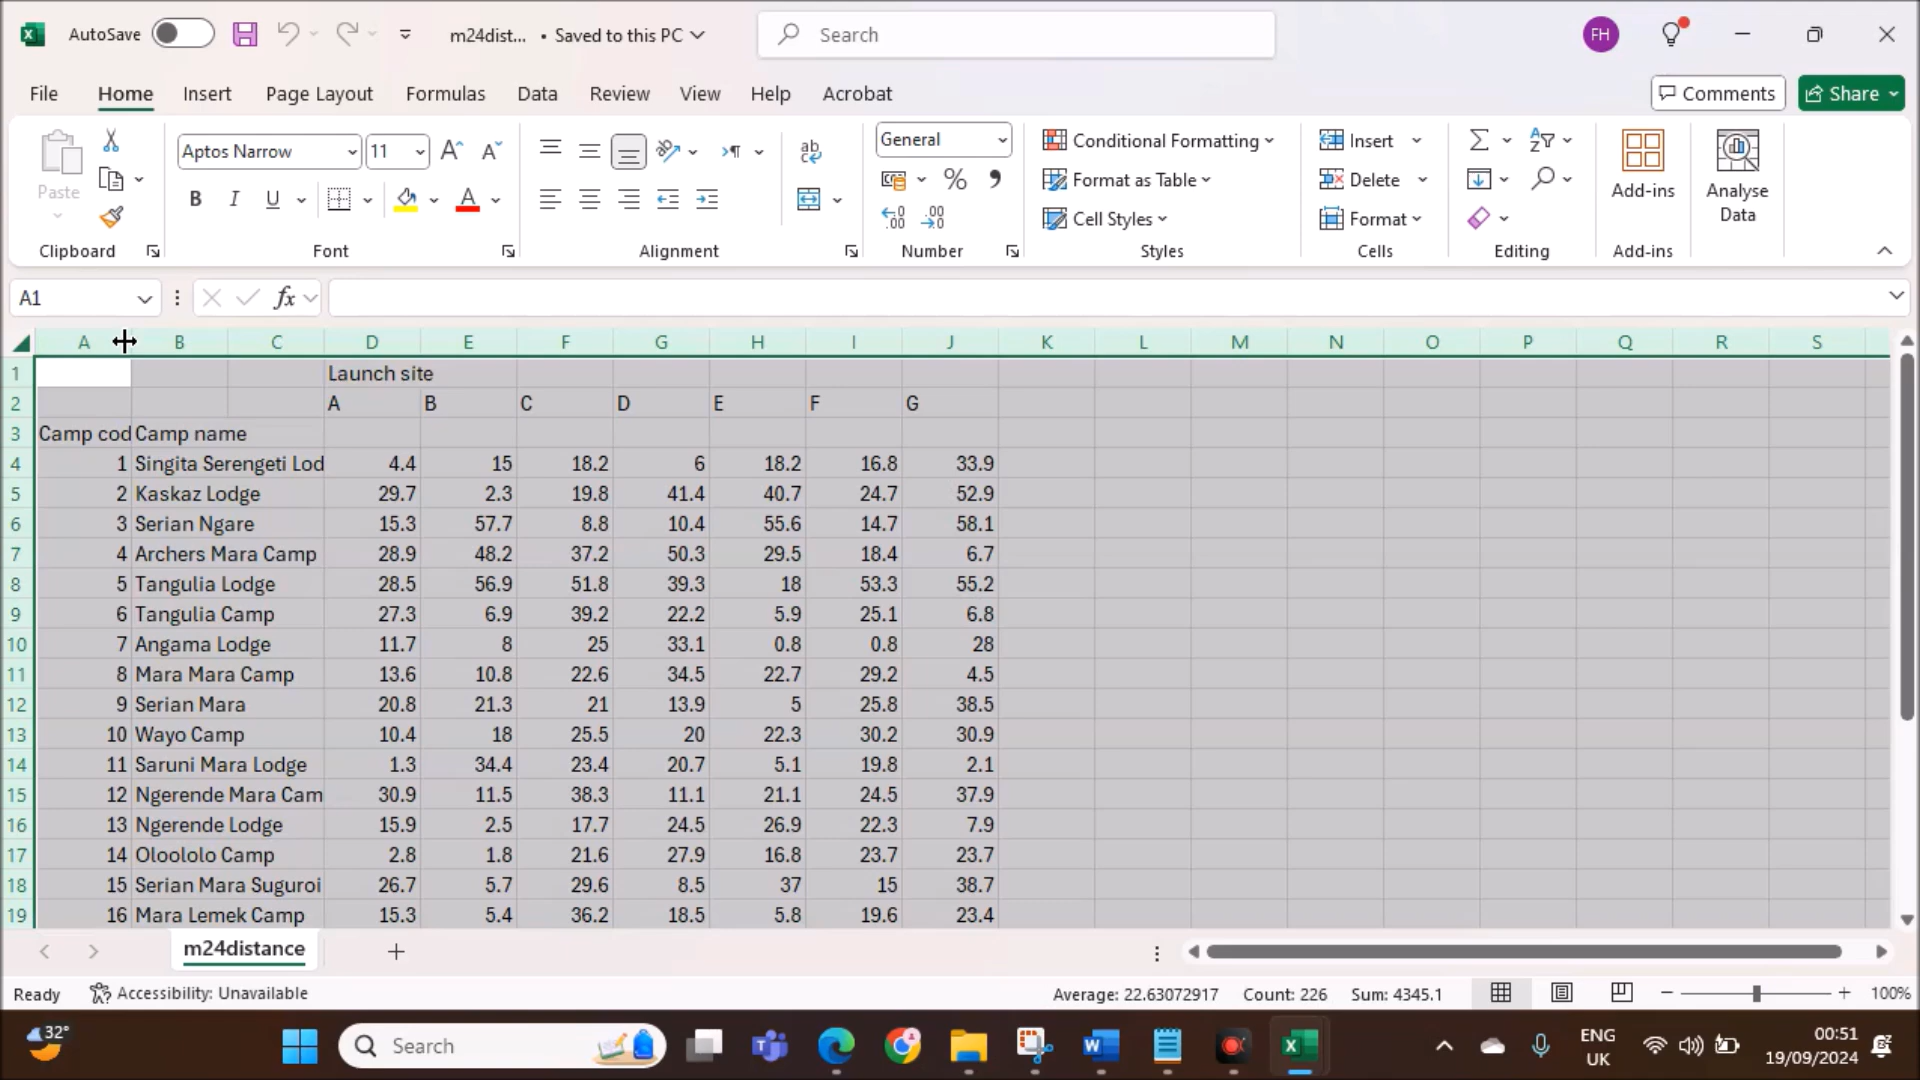 AutoSave m24dist... • Saved to this PC Search FH
File Home Insert Page Layout Formulas Data Review View Help Acrobat Comments Share
Paste Aptos Narrow 11 General Conditional Formatting Insert
Format as Table Delete Add-ins Analyse Data
B I U Cell Styles Format
Clipboard Font Alignment Number Styles Cells Editing Add-ins
A1 fx
A B C D E F G H I J K L M N O P Q R S
1 Launch site
2 A B C D E F G
3 Camp cod Camp name
4 1 Singita Serengeti Lod 4.4 15 18.2 6 18.2 16.8 33.9
5 2 Kaskaz Lodge 29.7 2.3 19.8 41.4 40.7 24.7 52.9
6 3 Serian Ngare 15.3 57.7 8.8 10.4 55.6 14.7 58.1
7 4 Archers Mara Camp 28.9 48.2 37.2 50.3 29.5 18.4 6.7
8 5 Tangulia Lodge 28.5 56.9 51.8 39.3 18 53.3 55.2
9 6 Tangulia Camp 27.3 6.9 39.2 22.2 5.9 25.1 6.8
10 7 Angama Lodge 11.7 8 25 33.1 0.8 0.8 28
11 8 Mara Mara Camp 13.6 10.8 22.6 34.5 22.7 29.2 4.5
12 9 Serian Mara 20.8 21.3 21 13.9 5 25.8 38.5
13 10 Wayo Camp 10.4 18 25.5 20 22.3 30.2 30.9
14 11 Saruni Mara Lodge 1.3 34.4 23.4 20.7 5.1 19.8 2.1
15 12 Ngerende Mara Cam 30.9 11.5 38.3 11.1 21.1 24.5 37.9
16 13 Ngerende Lodge 15.9 2.5 17.7 24.5 26.9 22.3 7.9
17 14 Oloololo Camp 2.8 1.8 21.6 27.9 16.8 23.7 23.7
18 15 Serian Mara Suguroi 26.7 5.7 29.6 8.5 37 15 38.7
19 16 Mara Lemek Camp 15.3 5.4 36.2 18.5 5.8 19.6 23.4
m24distance
Ready Accessibility: Unavailable Average: 22.63072917 Count: 226 Sum: 4345.1 100%
32° Search ENG UK 00:51 19/09/2024